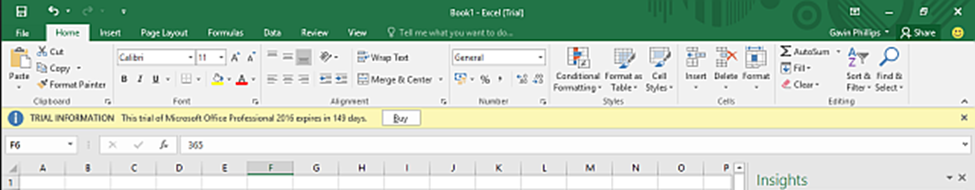 Book1 - Excel (Trial)
File Home Insert Page Layout Formulas Data Review View Tell me what you want to do... Gavin Phillips Share
Paste Cut Copy Format Painter
Calibri 11
B I U
Wrap Text
Merge & Center
General
%
Conditional Formatting Format as Table Cell Styles
Insert Delete Format
AutoSum Fill Clear
Sort & Filter Find & Select
Clipboard Font Alignment Number Styles Cells Editing
TRIAL INFORMATION This trial of Microsoft Office Professional 2016 expires in 149 days. Buy
F6 fx 365
A B C D E F G H I J K L M N O P
1
Insights